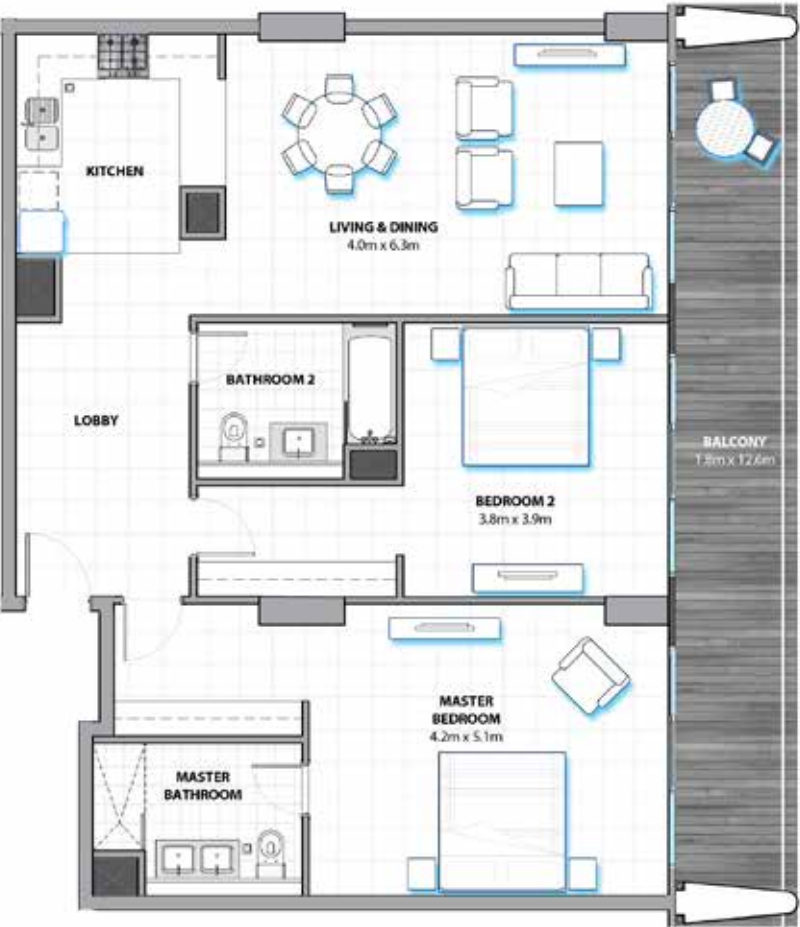 KITCHEN
LIVING & DINING
4.0m x 6.3m
BATHROOM 2
LOBBY
BALCONY
1.8m x 12.6m
BEDROOM 2
3.8m x 3.9m
MASTER
BEDROOM
4.2m x 5.1m
MASTER
BATHROOM